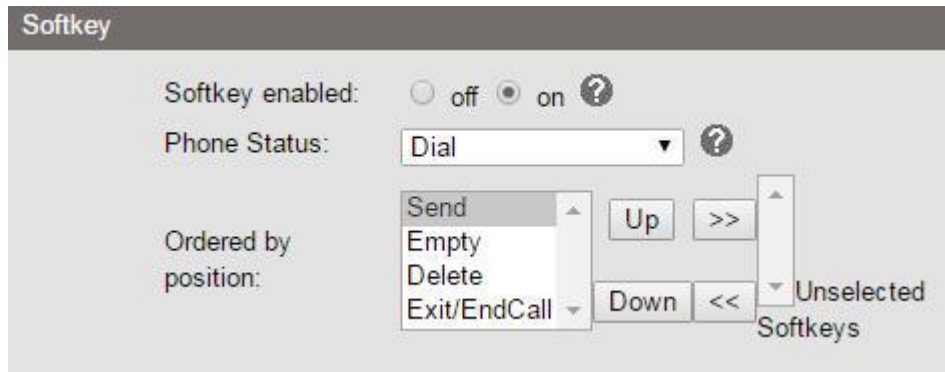 Softkey
Softkey enabled: off on ?
Phone Status: Dial ?
Ordered by
position:
Send
Empty
Delete
Exit/EndCall
Up >>
Down <<
Unselected
Softkeys